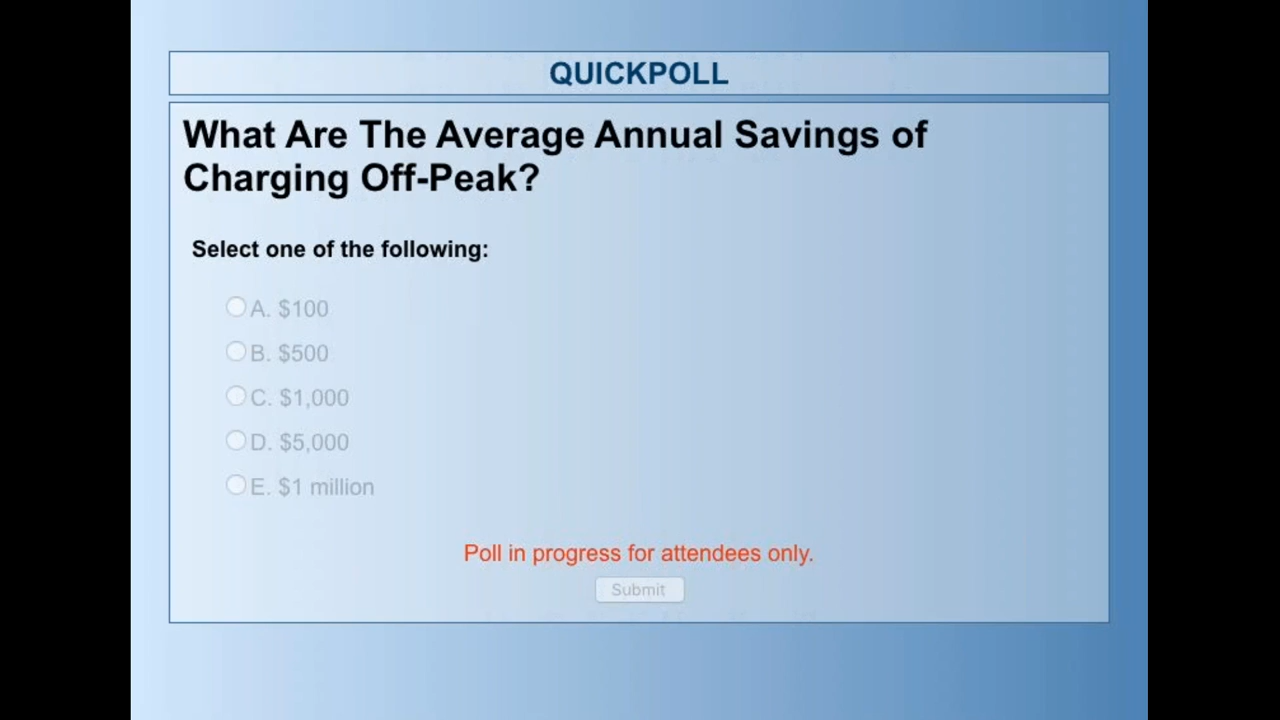 QUICKPOLL
What Are The Average Annual Savings of
Charging Off-Peak?
Select one of the following:
A. $100
B. $500
C. $1,000
D. $5,000
E. $1 million
Poll in progress for attendees only.
Submit